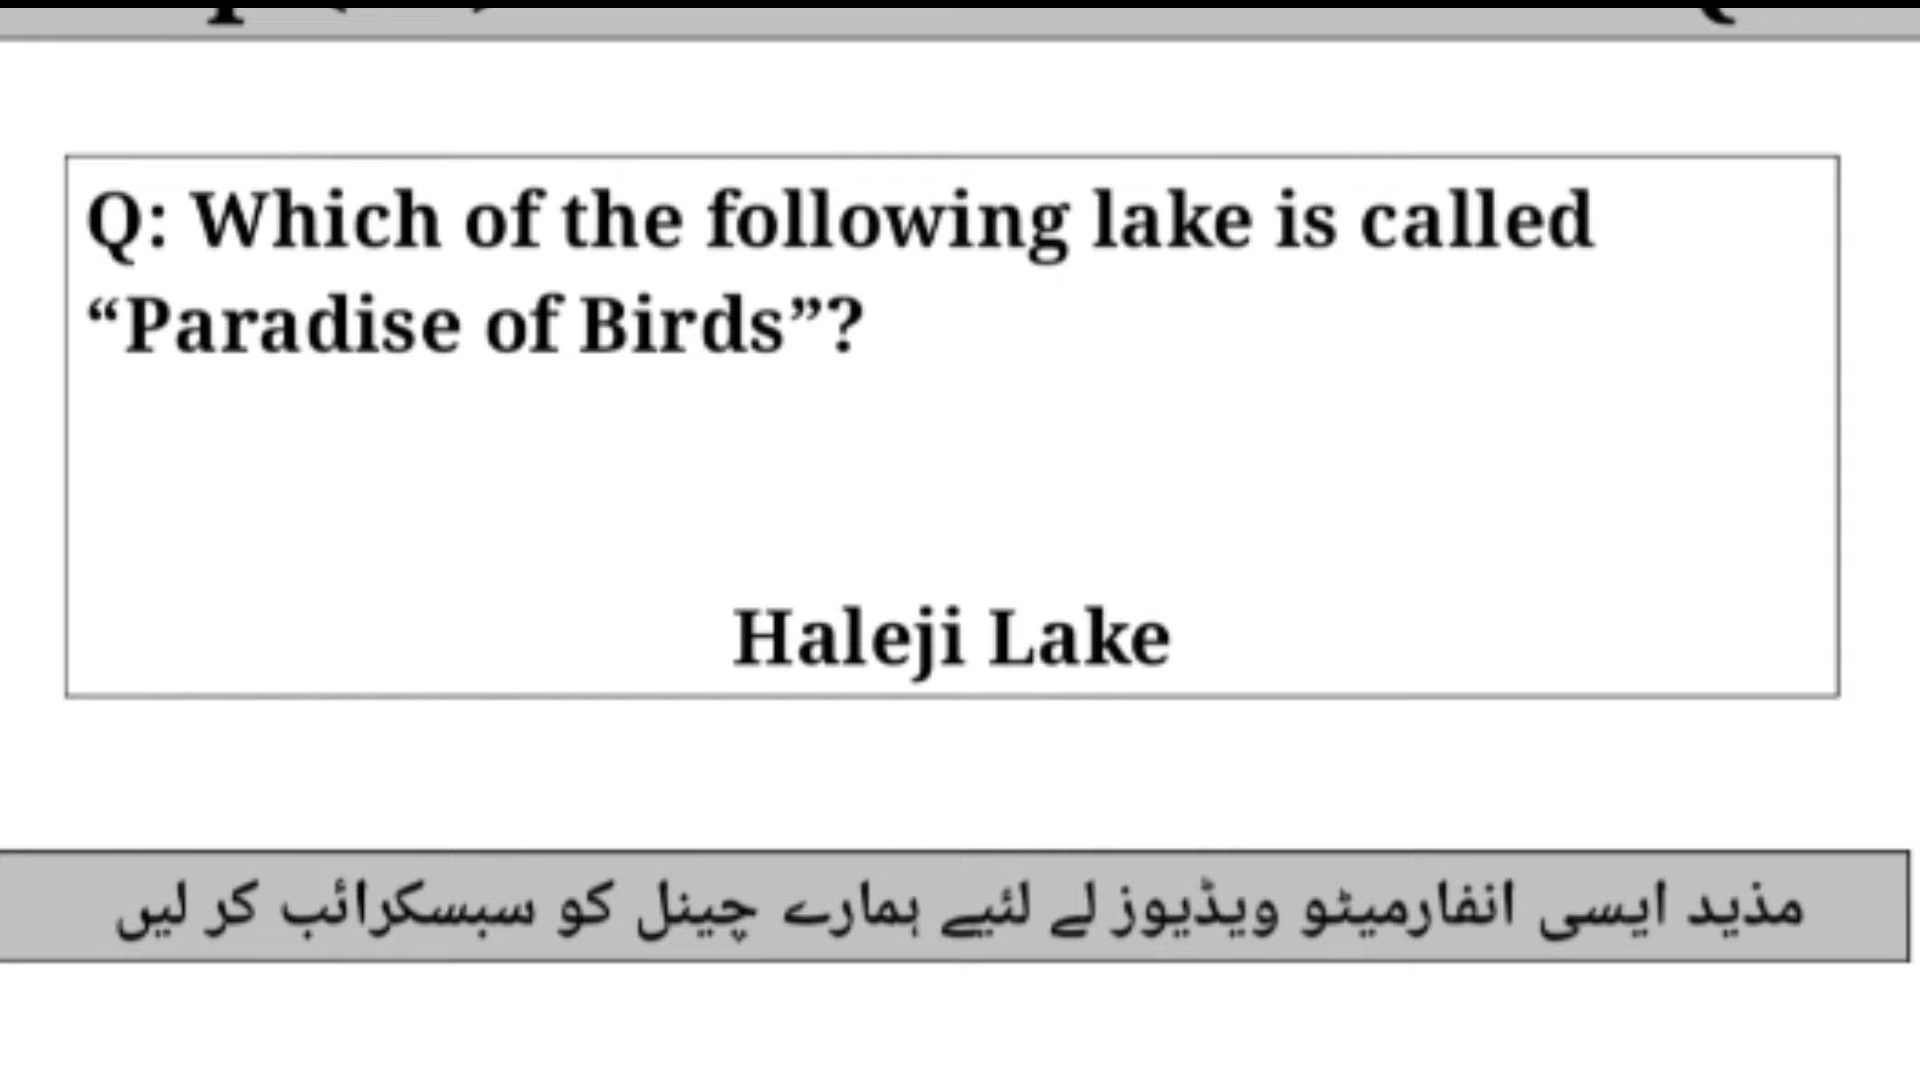 Q: Which of the following lake is called
“Paradise of Birds”?
Haleji Lake
مذید ایسی انفارمیٹو ویڈیوز لے لئیے ہمارے چینل کو سبسکرائب کر لیں